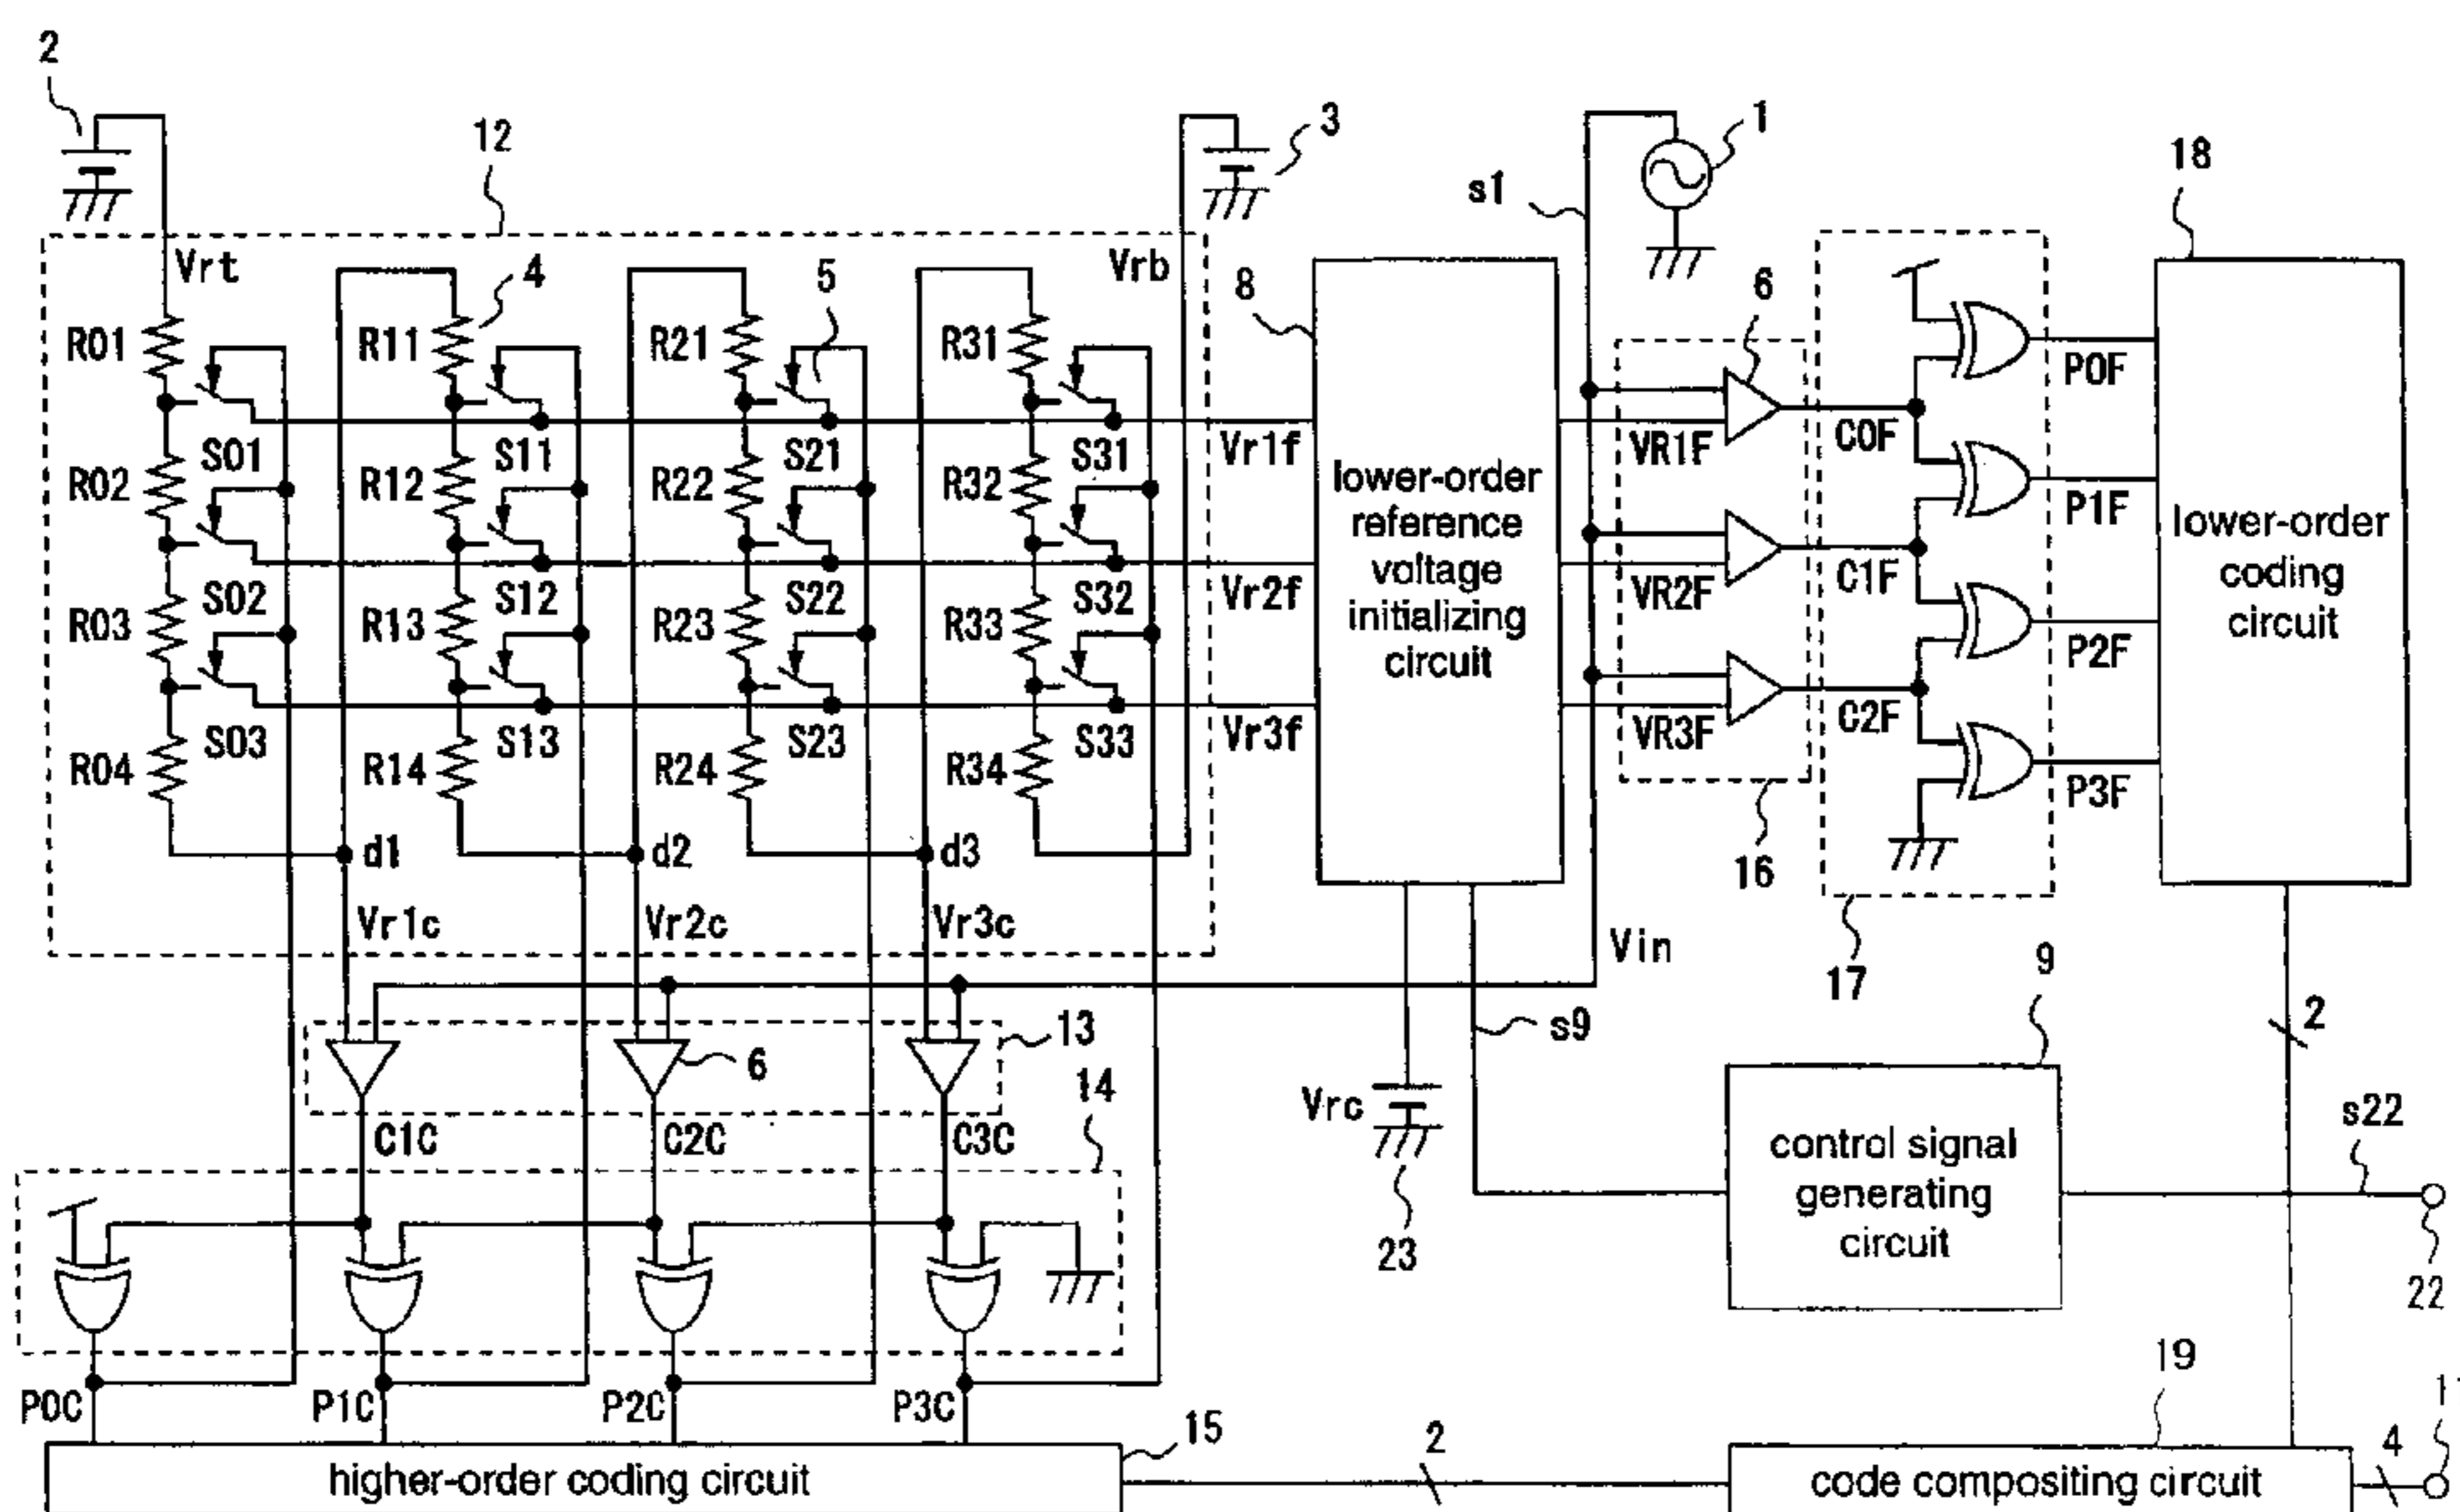 2
12
3
1
18
s1
Vrt
4
5
Vrb
8
6
R01
R11
R21
R31
P0F
S01
S11
S21
S31
Vr1f
VR1F
C0F
R02
R12
R22
R32
lower-order
reference
voltage
initializing
circuit
P1F
lower-order
coding
circuit
S02
S12
S22
S32
Vr2f
VR2F
C1F
R03
R13
R23
R33
P2F
S03
S13
S23
S33
Vr3f
VR3F
C2F
R04
R14
R24
R34
P3F
d1
d2
d3
16
Vr1c
Vr2c
Vr3c
Vin
17
9
13
s9
2
6
14
Vrc
C1C
C2C
C3C
control signal
generating
circuit
s22
23
22
19
P0C
P1C
P2C
P3C
15
2
4
higher-order coding circuit
code compositing circuit